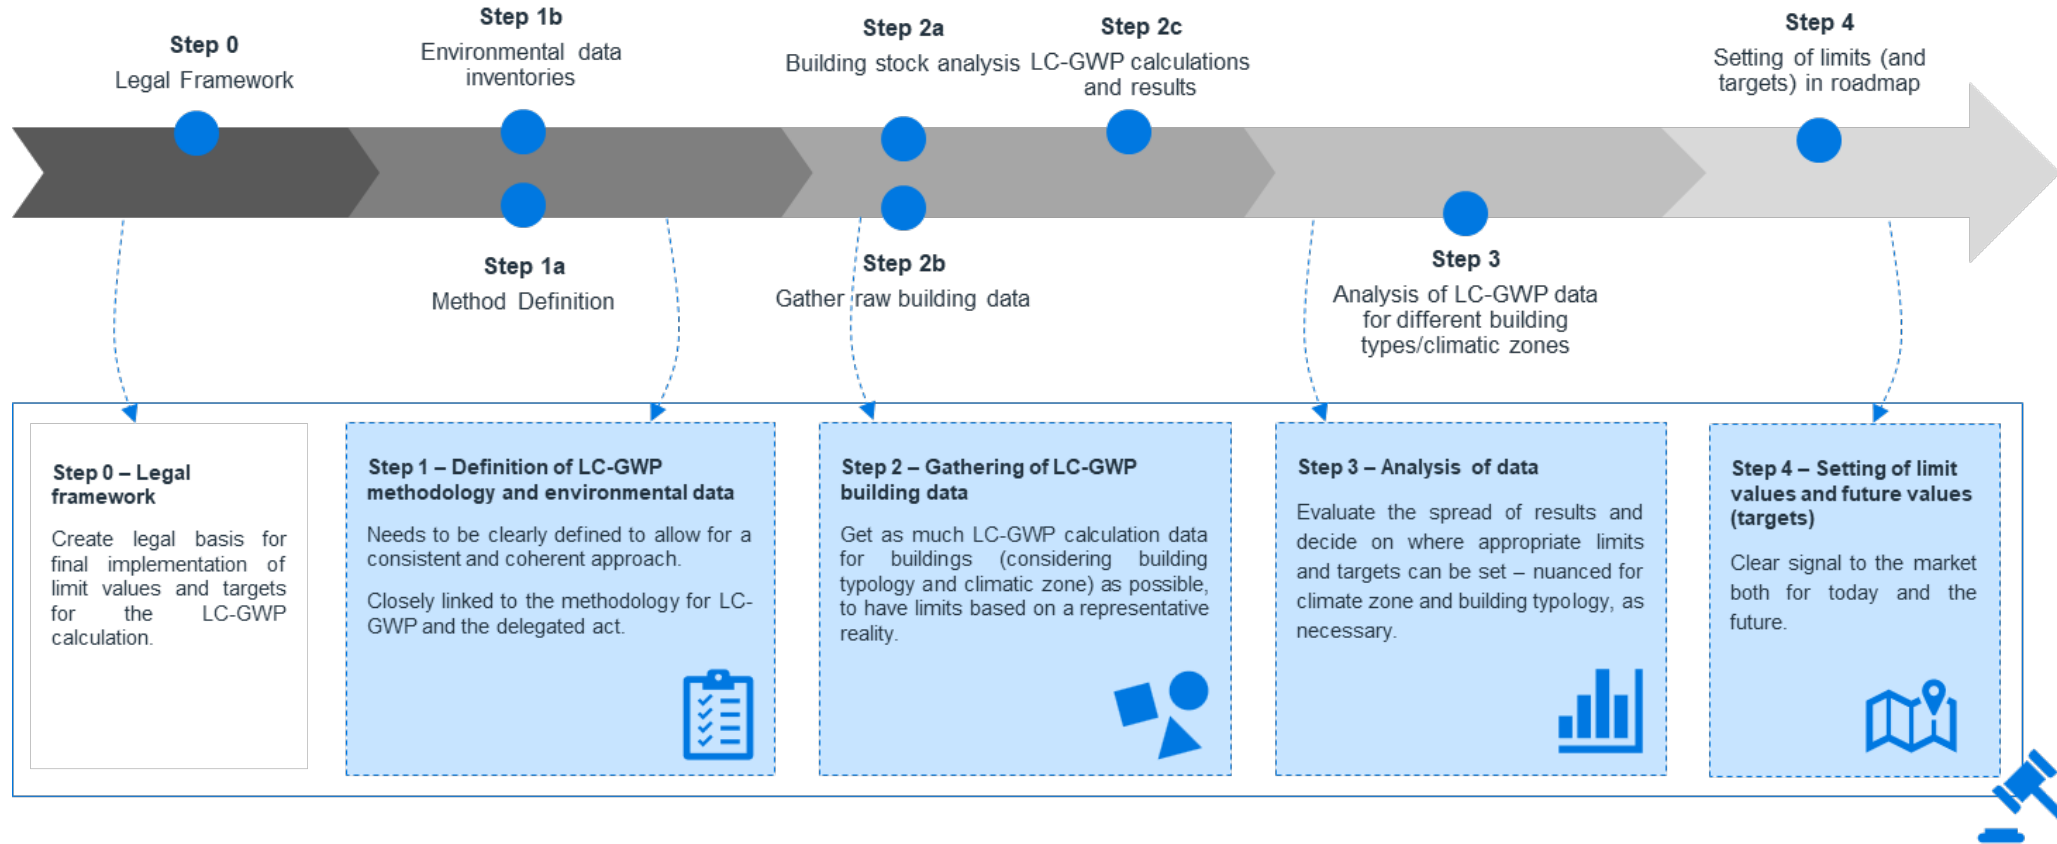 Step 0
Legal Framework
Step 1b
Environmental data
inventories
Step 2a
Building stock analysis
Step 2c
LC-GWP calculations
and results
Step 4
Setting of limits (and
targets) in roadmap
Step 1a
Method Definition
Step 2b
Gather raw building data
Step 3
Analysis of LC-GWP data
for different building
types/climatic zones
Step 0 – Legal
framework
Create legal basis for
final implementation of
limit values and targets
for the LC-GWP
calculation.
Step 1 – Definition of LC-GWP
methodology and environmental data
Needs to be clearly defined to allow for a
consistent and coherent approach.
Closely linked to the methodology for LC-
GWP and the delegated act.
Step 2 – Gathering of LC-GWP
building data
Get as much LC-GWP calculation data
for buildings (considering building
typology and climatic zone) as possible,
to have limits based on a representative
reality.
Step 3 – Analysis of data
Evaluate the spread of results and
decide on where appropriate limits
and targets can be set – nuanced for
climate zone and building typology, as
necessary.
Step 4 – Setting of limit
values and future values
(targets)
Clear signal to the market
both for today and the
future.